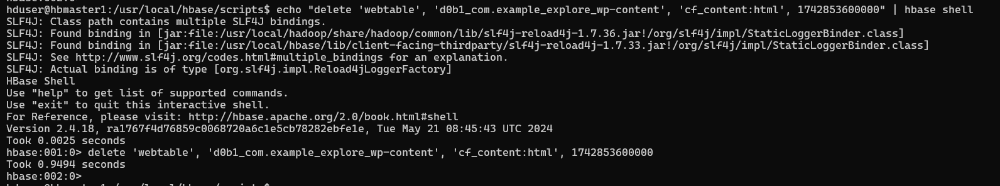 hduser@hbmaster1:/usr/local/hbase/scripts$ echo "delete 'webtable', 'd0b1_com.example_explore_wp-content', 'cf_content:html', 1742853600000" | hbase shell
SLF4J: Class path contains multiple SLF4J bindings.
SLF4J: Found binding in [jar:file:/usr/local/hadoop/share/hadoop/common/lib/slf4j-reload4j-1.7.36.jar!/org/slf4j/impl/StaticLoggerBinder.class]
SLF4J: Found binding in [jar:file:/usr/local/hbase/lib/client-facing-thirdparty/slf4j-reload4j-1.7.33.jar!/org/slf4j/impl/StaticLoggerBinder.class]
SLF4J: See http://www.slf4j.org/codes.html#multiple_bindings for an explanation.
SLF4J: Actual binding is of type [org.slf4j.impl.Reload4jLoggerFactory]
HBase Shell
Use "help" to get list of supported commands.
Use "exit" to quit this interactive shell.
For Reference, please visit: http://hbase.apache.org/2.0/book.html#shell
Version 2.4.18, ra1767f4d76859c0068720a6c1e5cb78282ebfe1e, Tue May 21 08:45:43 UTC 2024
Took 0.0025 seconds
hbase:001:0> delete 'webtable', 'd0b1_com.example_explore_wp-content', 'cf_content:html', 1742853600000
Took 0.9494 seconds
hbase:002:0>